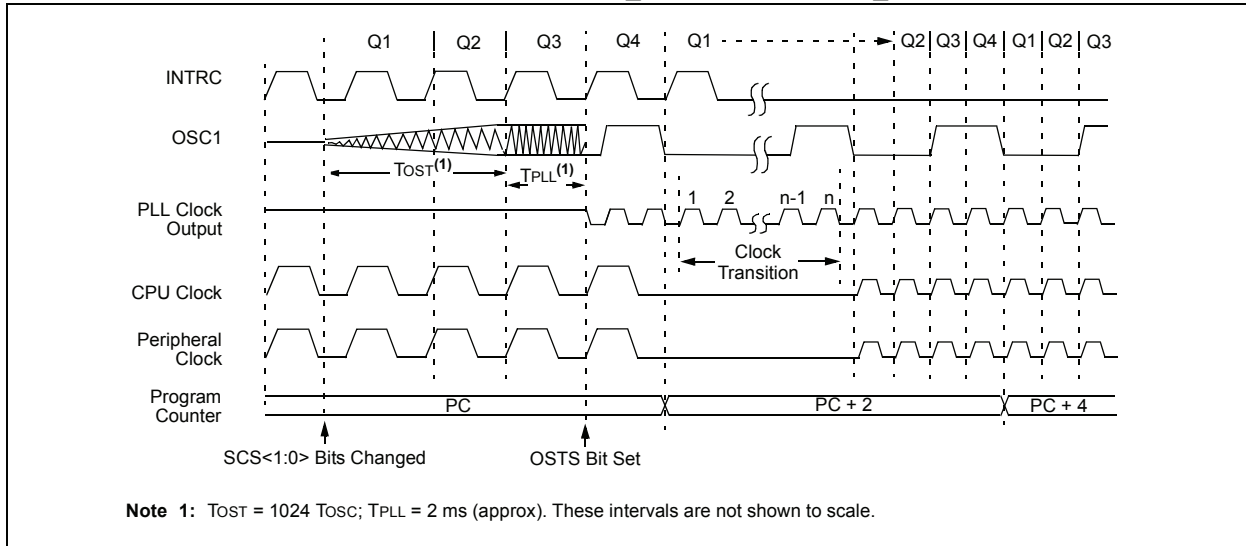 Q1 Q2 Q3 Q4 Q1 Q2 Q3 Q4 Q1 Q2 Q3
INTRC
OSC1
TOST(1) TPLL(1)
1 2 n-1 n
PLL Clock
Output
Clock
Transition
CPU Clock
Peripheral
Clock
Program
Counter
PC PC + 2 PC + 4
SCS<1:0> Bits Changed OSTS Bit Set
Note 1: TOST = 1024 TOSC; TPLL = 2 ms (approx). These intervals are not shown to scale.